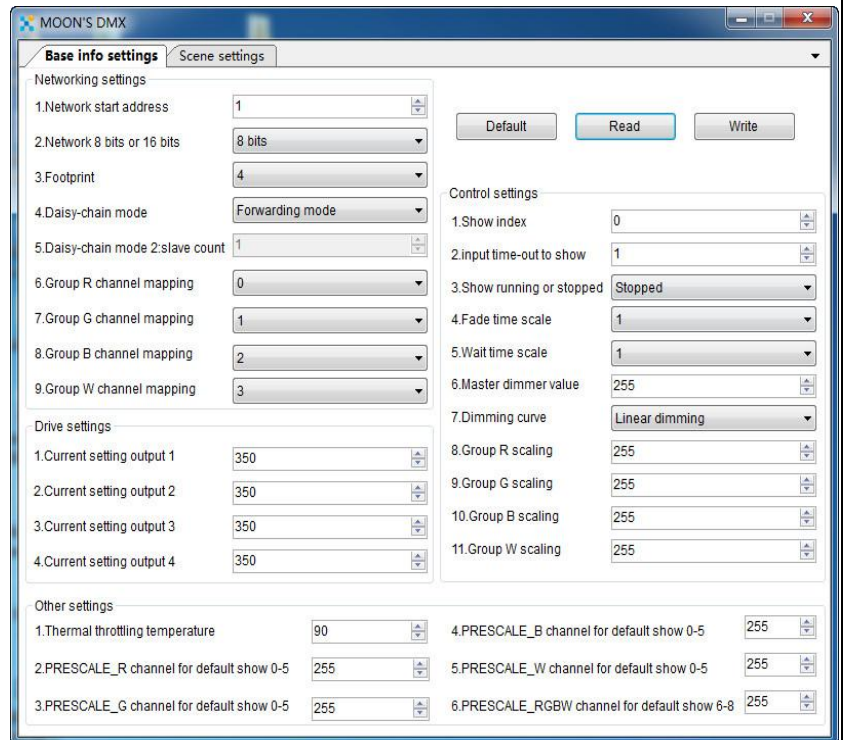 MOON'S DMX
Base info settings
Scene settings
Networking settings
1.Network start address 1
2.Network 8 bits or 16 bits 8 bits
3.Footprint 4
4.Daisy-chain mode Forwarding mode
5.Daisy-chain mode 2:slave count 1
6.Group R channel mapping 0
7.Group G channel mapping 1
8.Group B channel mapping 2
9.Group W channel mapping 3
Drive settings
1.Current setting output 1 350
2.Current setting output 2 350
3.Current setting output 3 350
4.Current setting output 4 350
Default Read Write
Control settings
1.Show index 0
2.input time-out to show 1
3.Show running or stopped Stopped
4.Fade time scale 1
5.Wait time scale 1
6.Master dimmer value 255
7.Dimming curve Linear dimming
8.Group R scaling 255
9.Group G scaling 255
10.Group B scaling 255
11.Group W scaling 255
Other settings
1.Thermal throttling temperature 90
2.PRESCALE_R channel for default show 0-5 255
3.PRESCALE_G channel for default show 0-5 255
4.PRESCALE_B channel for default show 0-5 255
5.PRESCALE_W channel for default show 0-5 255
6.PRESCALE_RGBW channel for default show 6-8 255